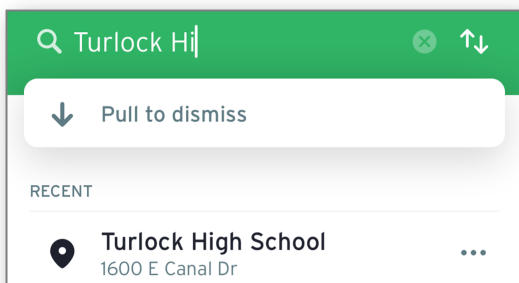 Turlock Hi
Pull to dismiss
RECENT
Turlock High School
1600 E Canal Dr